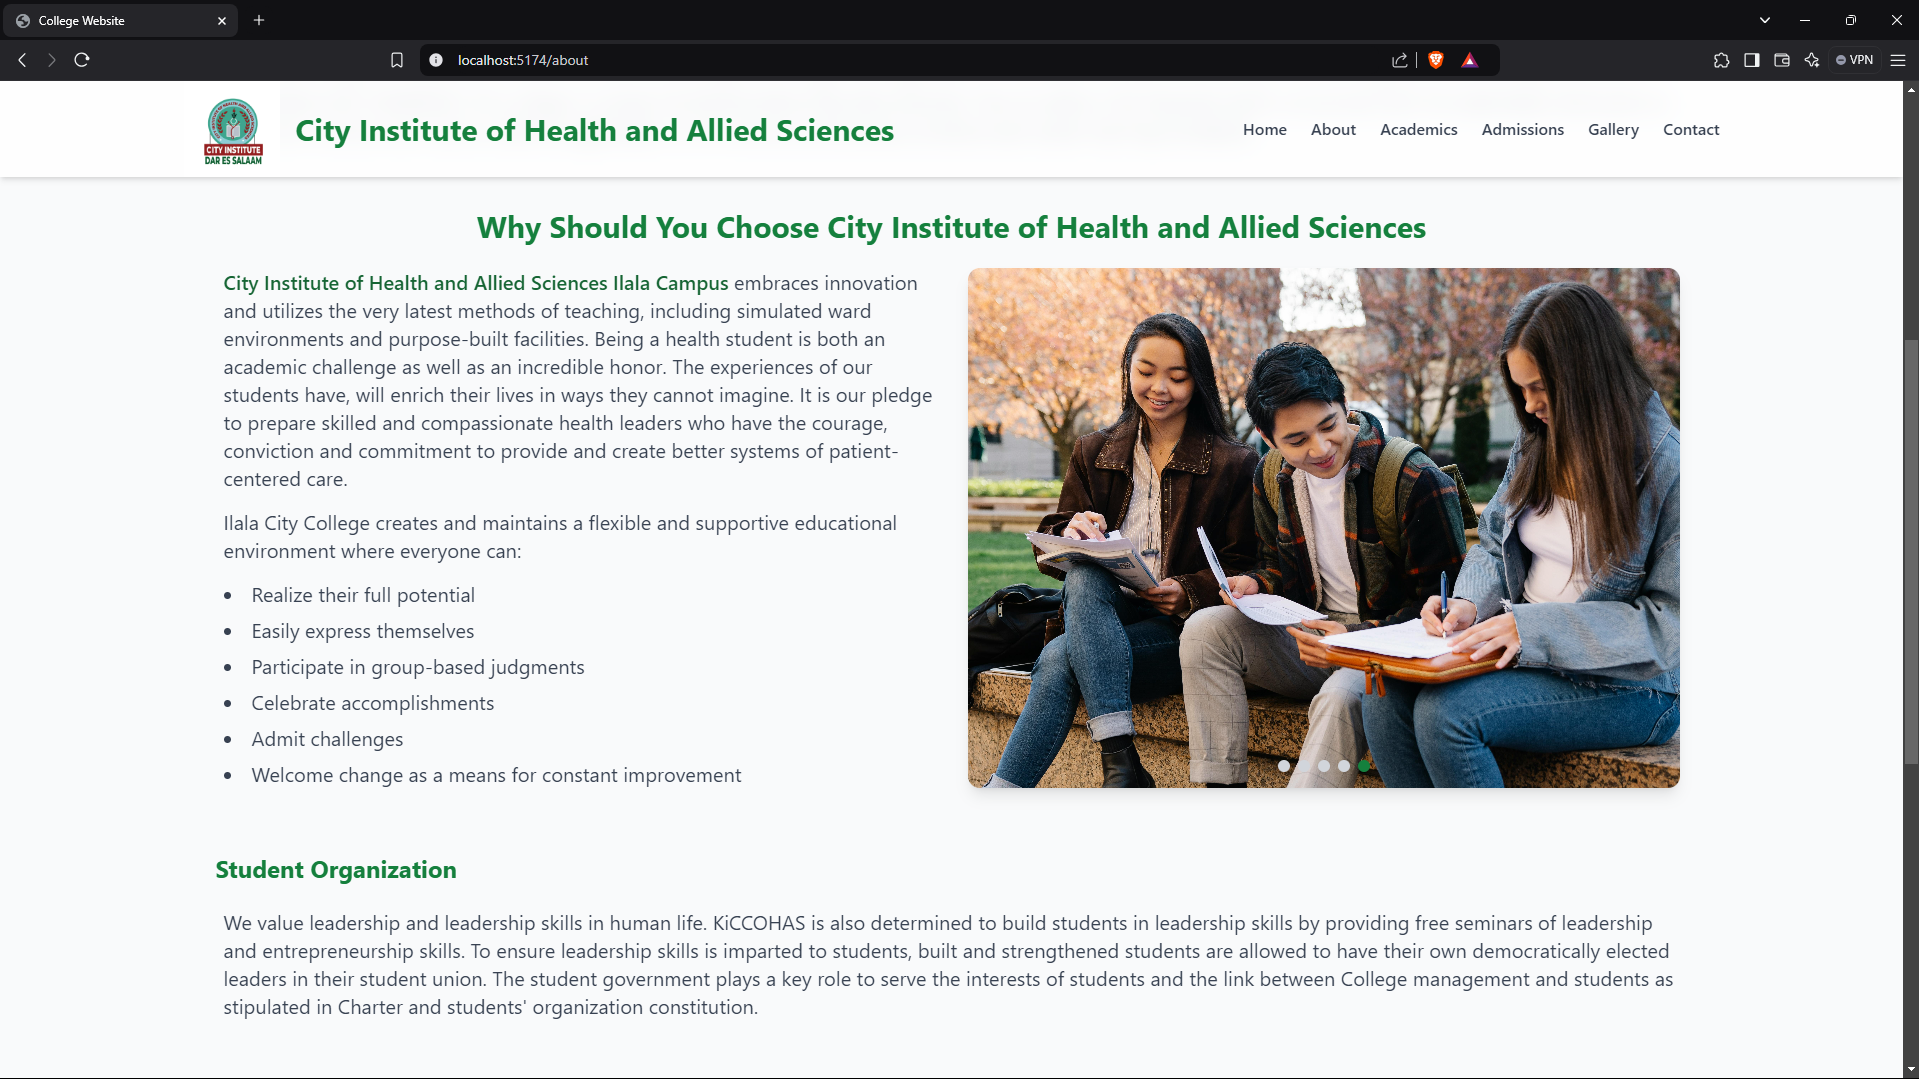 College Website
localhost:5174/about
VPN
CITY INSTITUTE
DAR ES SALAAM
City Institute of Health and Allied Sciences
Home About Academics Admissions Gallery Contact
Why Should You Choose City Institute of Health and Allied Sciences
City Institute of Health and Allied Sciences Ilala Campus embraces innovation
and utilizes the very latest methods of teaching, including simulated ward
environments and purpose-built facilities. Being a health student is both an
academic challenge as well as an incredible honor. The experiences of our
students have, will enrich their lives in ways they cannot imagine. It is our pledge
to prepare skilled and compassionate health leaders who have the courage,
conviction and commitment to provide and create better systems of patient-
centered care.
Ilala City College creates and maintains a flexible and supportive educational
environment where everyone can:
• Realize their full potential
• Easily express themselves
• Participate in group-based judgments
• Celebrate accomplishments
• Admit challenges
• Welcome change as a means for constant improvement
Student Organization
We value leadership and leadership skills in human life. KiCCOHAS is also determined to build students in leadership skills by providing free seminars of leadership
and entrepreneurship skills. To ensure leadership skills is imparted to students, built and strengthened students are allowed to have their own democratically elected
leaders in their student union. The student government plays a key role to serve the interests of students and the link between College management and students as
stipulated in Charter and students' organization constitution.